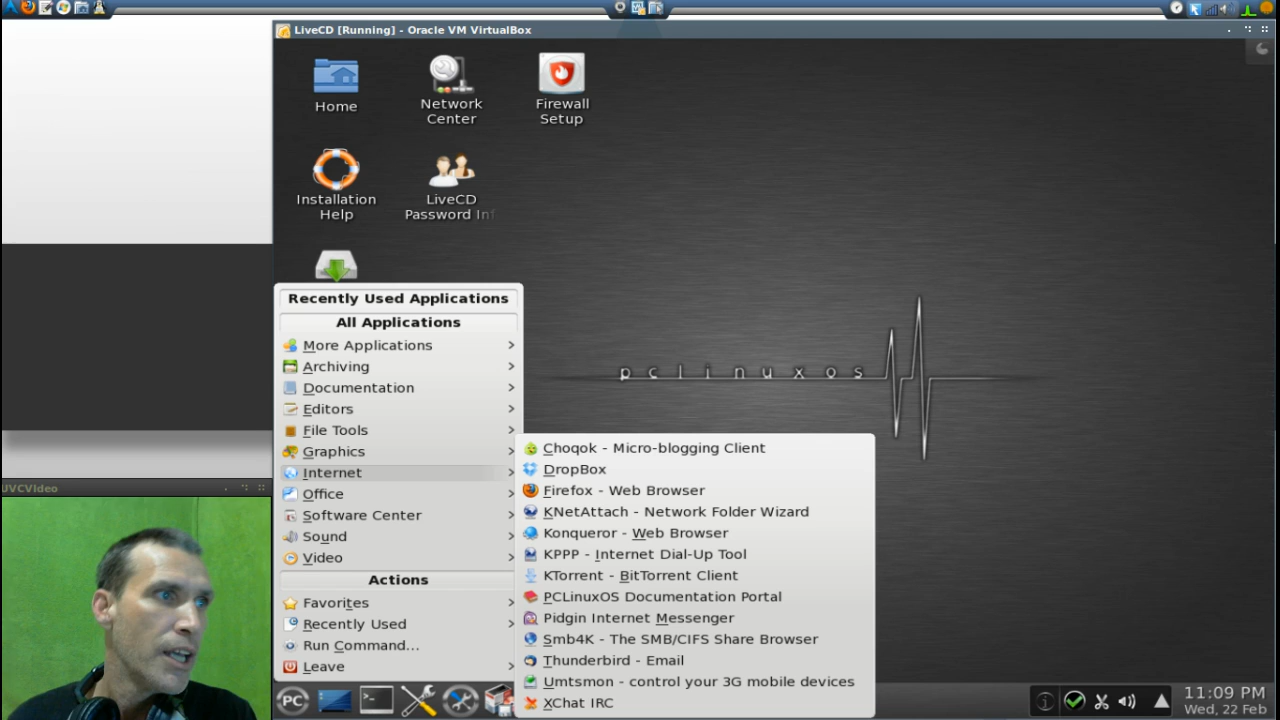 LiveCD [Running] - Oracle VM VirtualBox
Home
Network
Center
Firewall
Setup
Installation
Help
LiveCD
Password Inf
Recently Used Applications
All Applications
More Applications
Archiving
Documentation
Editors
File Tools
Graphics
Internet
Office
Software Center
Sound
Video
Actions
Favorites
Recently Used
Run Command...
Leave
Choqok - Micro-blogging Client
DropBox
Firefox - Web Browser
KNetAttach - Network Folder Wizard
Konqueror - Web Browser
KPPP - Internet Dial-Up Tool
KTorrent - BitTorrent Client
PCLinuxOS Documentation Portal
Pidgin Internet Messenger
Smb4K - The SMB/CIFS Share Browser
Thunderbird - Email
Umtsmon - control your 3G mobile devices
XChat IRC
pclinuxos
UVCVideo
PC
11:09 PM
Wed, 22 Feb